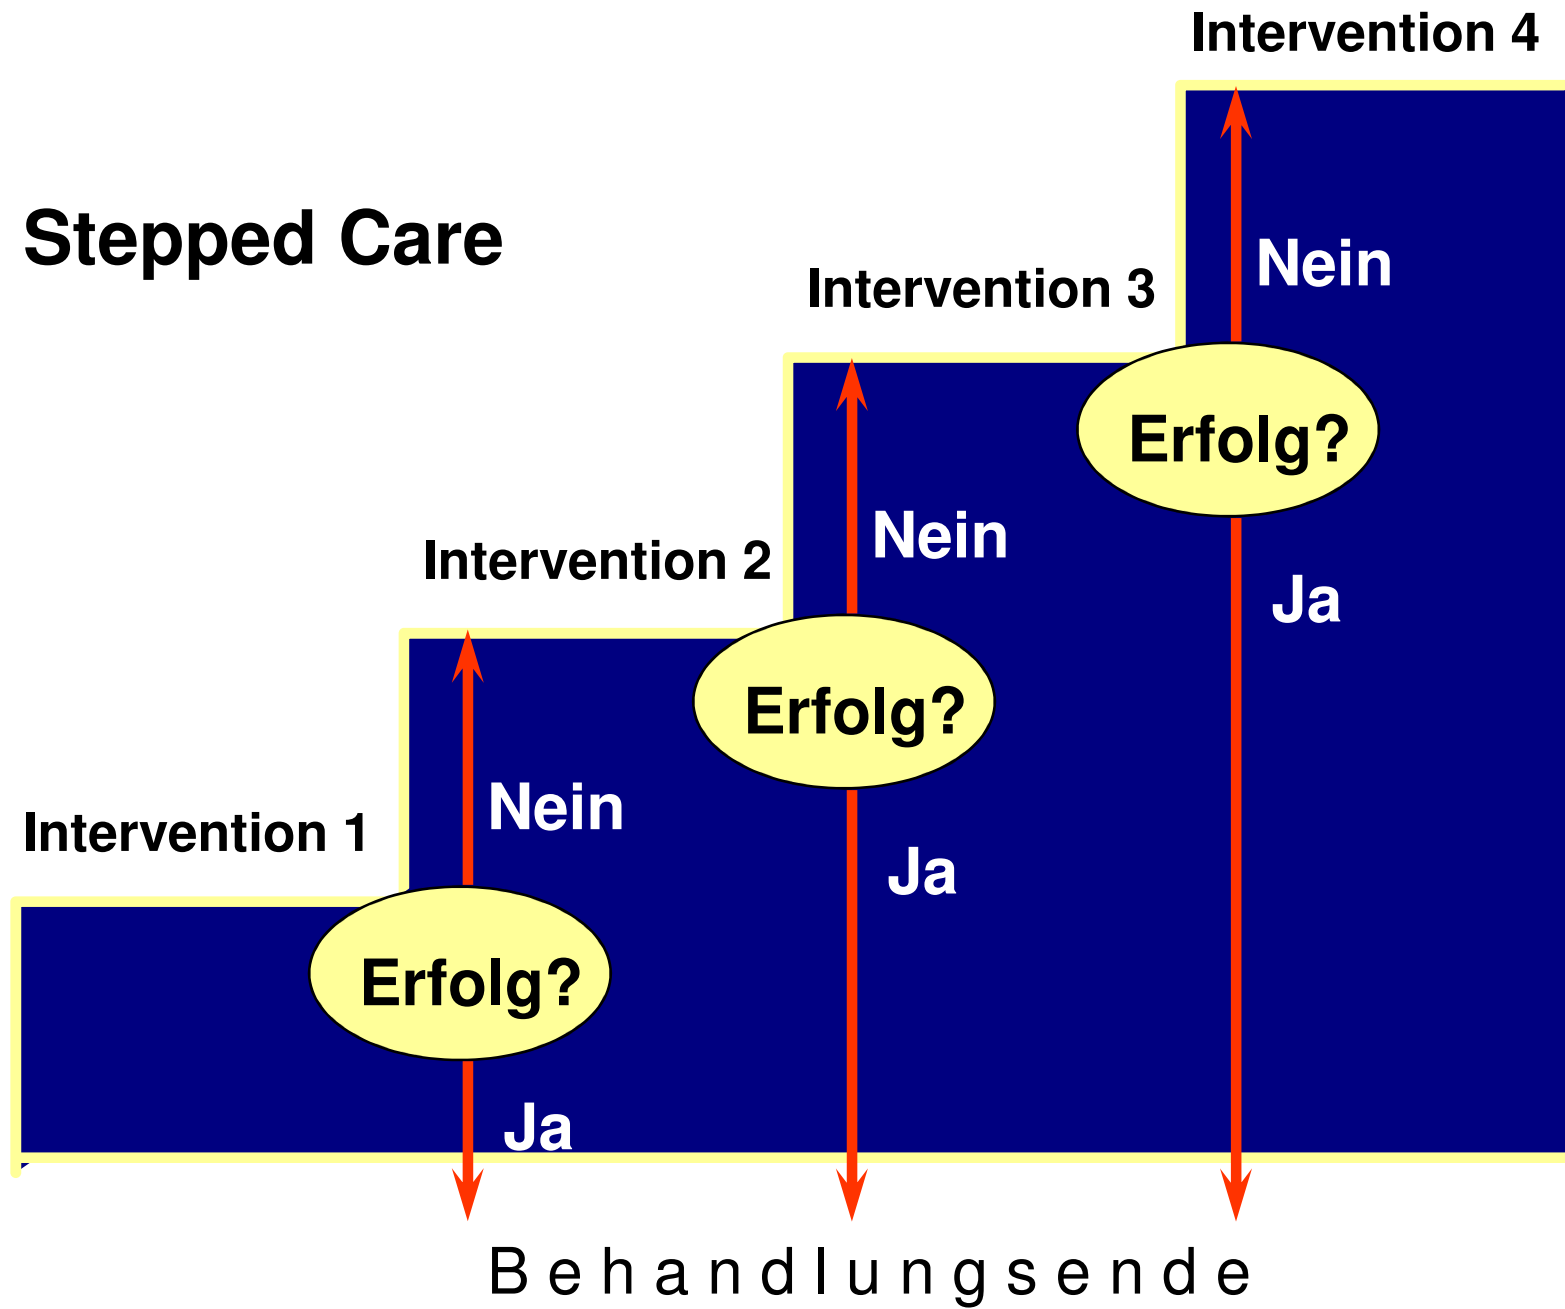 Intervention 4
Stepped Care
Nein
Intervention 3
Erfolg?
Nein
Intervention 2
Ja
Erfolg?
Nein
Intervention 1
Ja
Erfolg?
Ja
Behandlungsende